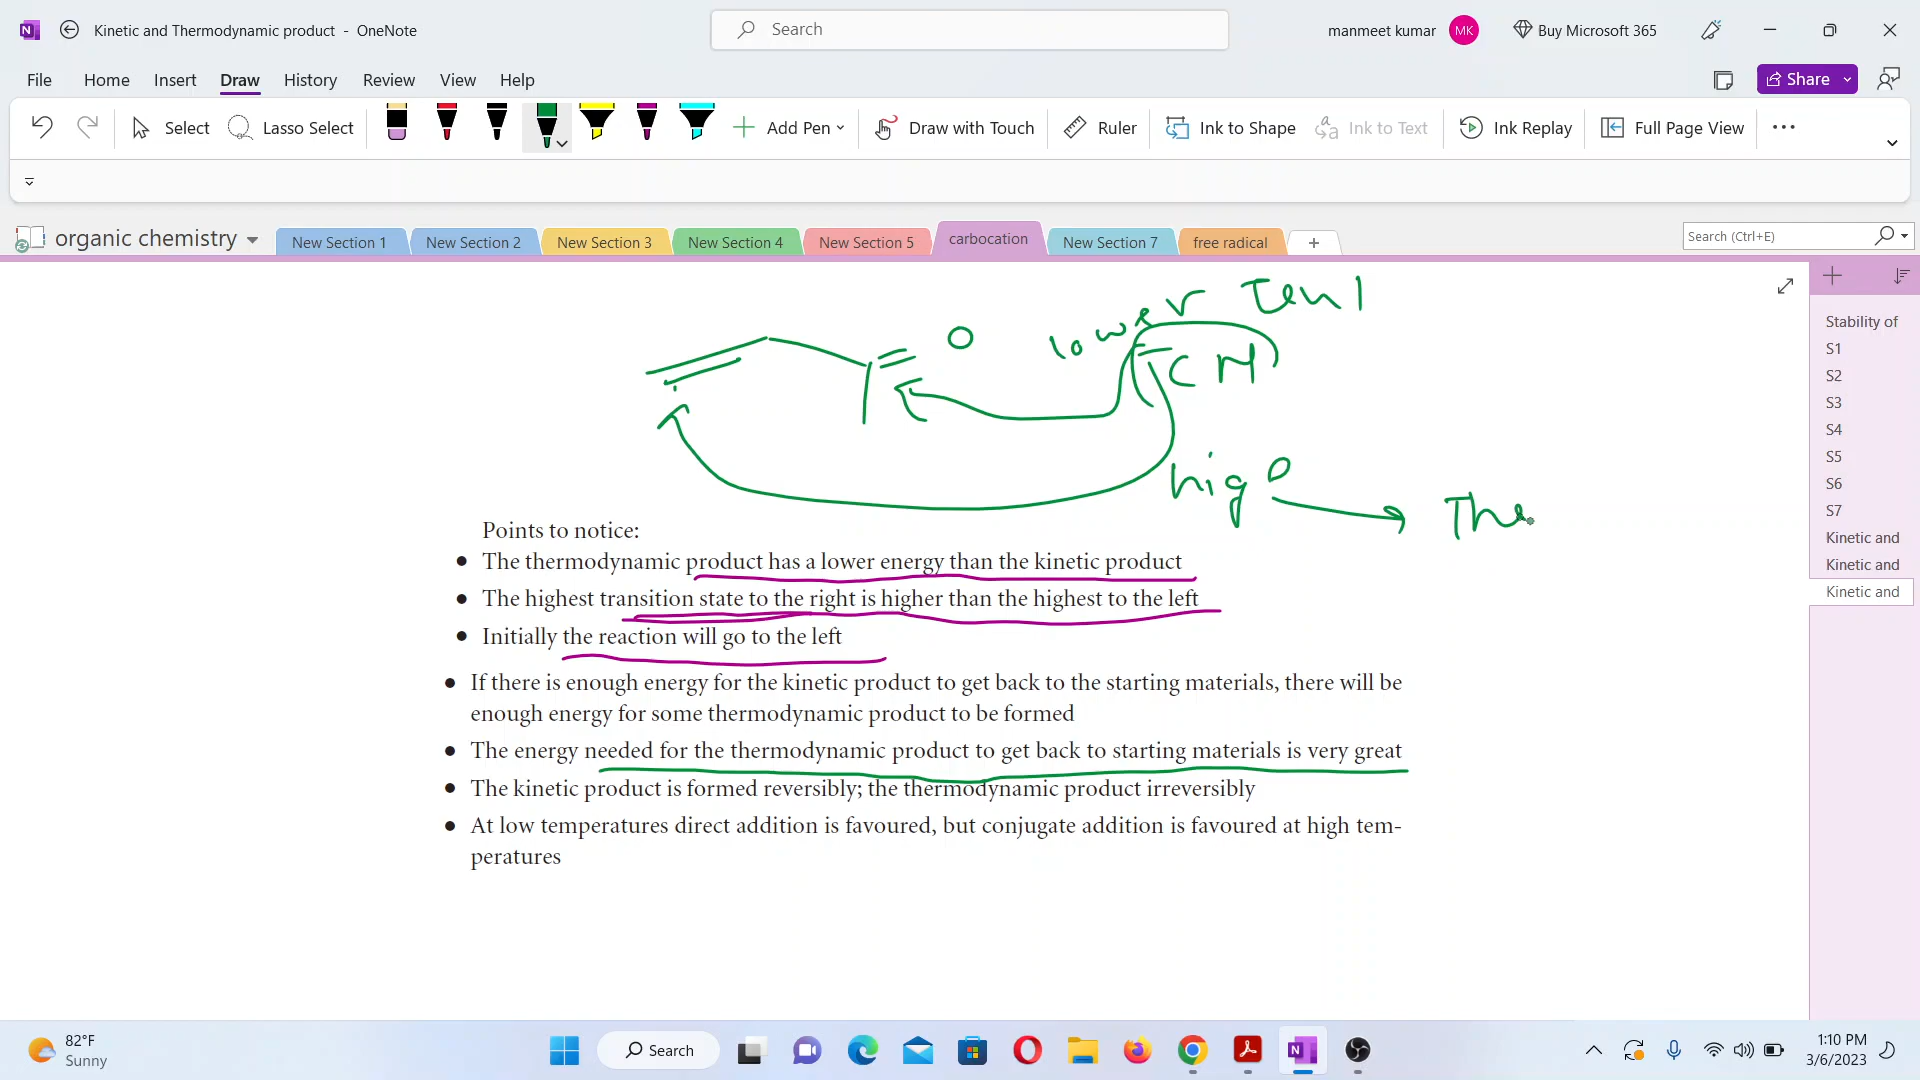 Kinetic and Thermodynamic product - OneNote
Search
manmeet kumar MK
Buy Microsoft 365
File Home Insert Draw History Review View Help
Share
Select Lasso Select Add Pen Draw with Touch Ruler Ink to Shape Ink to Text Ink Replay Full Page View
organic chemistry
New Section 1 New Section 2 New Section 3 New Section 4 New Section 5 carbocation New Section 7 free radical +
Search (Ctrl+E)
lower
O
CN
hig
The
Points to notice:
• The thermodynamic product has a lower energy than the kinetic product
• The highest transition state to the right is higher than the highest to the left
• Initially the reaction will go to the left
• If there is enough energy for the kinetic product to get back to the starting materials, there will be
enough energy for some thermodynamic product to be formed
• The energy needed for the thermodynamic product to get back to starting materials is very great
• The kinetic product is formed reversibly; the thermodynamic product irreversibly
• At low temperatures direct addition is favoured, but conjugate addition is favoured at high tem-
peratures
Stability of
S1
S2
S3
S4
S5
S6
S7
Kinetic and
Kinetic and
Kinetic and
82°F
Sunny
Search
1:10 PM
3/6/2023